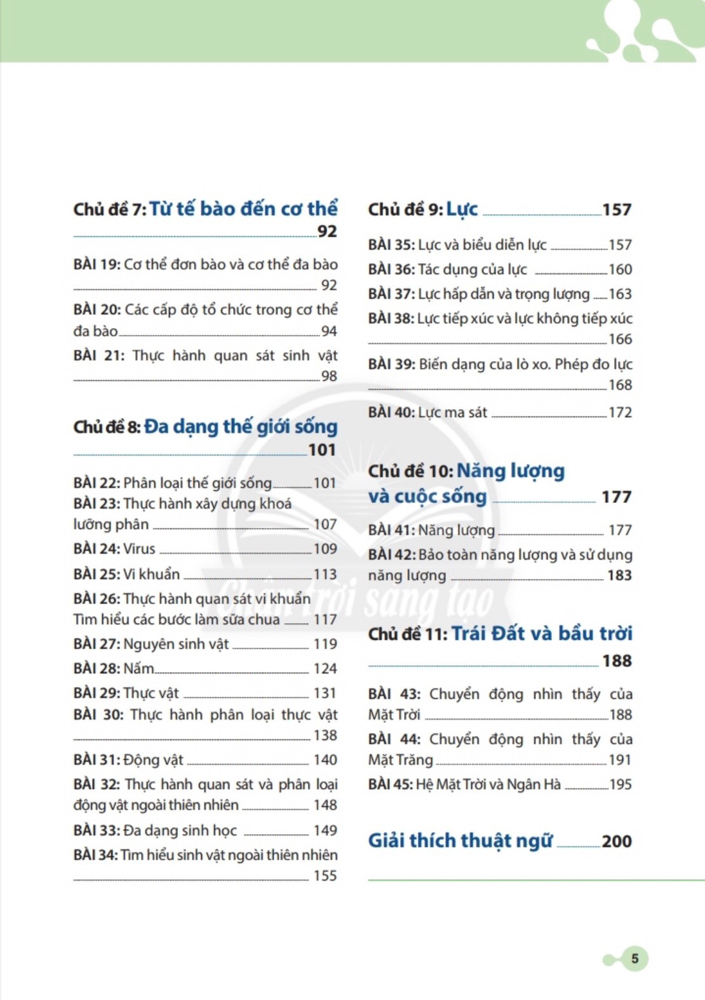 Chủ đề 7: Từ tế bào đến cơ thể
92
BÀI 19: Cơ thể đơn bào và cơ thể đa bào
92
BÀI 20: Các cấp độ tổ chức trong cơ thể
đa bào 94
BÀI 21: Thực hành quan sát sinh vật
98
Chủ đề 8: Đa dạng thế giới sống
101
BÀI 22: Phân loại thế giới sống 101
BÀI 23: Thực hành xây dựng khoá
lưỡng phân 107
BÀI 24: Virus 109
BÀI 25: Vi khuẩn 113
BÀI 26: Thực hành quan sát vi khuẩn
Tìm hiểu các bước làm sữa chua 117
BÀI 27: Nguyên sinh vật 119
BÀI 28: Nấm 124
BÀI 29: Thực vật 131
BÀI 30: Thực hành phân loại thực vật
138
BÀI 31: Động vật 140
BÀI 32: Thực hành quan sát và phân loại
động vật ngoài thiên nhiên 148
BÀI 33: Đa dạng sinh học 149
BÀI 34: Tìm hiểu sinh vật ngoài thiên nhiên
155
Chủ đề 9: Lực 157
BÀI 35: Lực và biểu diễn lực 157
BÀI 36: Tác dụng của lực 160
BÀI 37: Lực hấp dẫn và trọng lượng 163
BÀI 38: Lực tiếp xúc và lực không tiếp xúc
166
BÀI 39: Biến dạng của lò xo. Phép đo lực
168
BÀI 40: Lực ma sát 172
Chủ đề 10: Năng lượng
và cuộc sống 177
BÀI 41: Năng lượng 177
BÀI 42: Bảo toàn năng lượng và sử dụng
năng lượng 183
Chủ đề 11: Trái Đất và bầu trời
188
BÀI 43: Chuyển động nhìn thấy của
Mặt Trời 188
BÀI 44: Chuyển động nhìn thấy của
Mặt Trăng 191
BÀI 45: Hệ Mặt Trời và Ngân Hà 195
Giải thích thuật ngữ 200
Chân trời sáng tạo
5